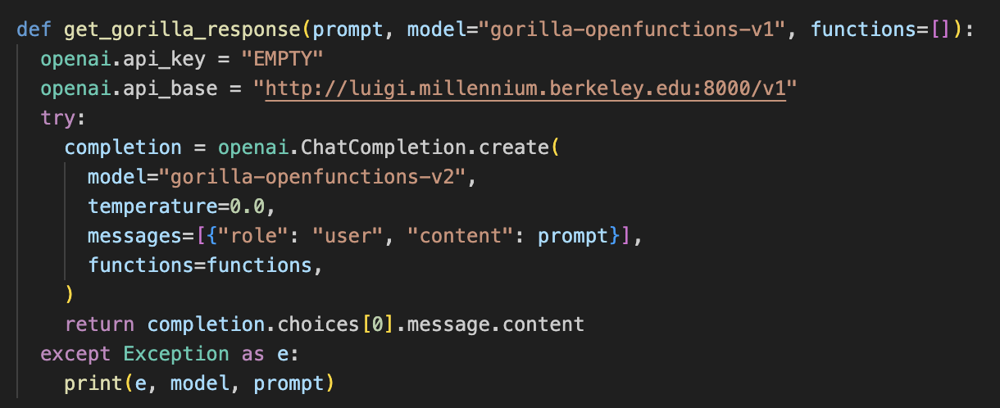 def get_gorilla_response(prompt, model="gorilla-openfunctions-v1", functions=[]):
  openai.api_key = "EMPTY"
  openai.api_base = "http://luigi.millennium.berkeley.edu:8000/v1"
  try:
    completion = openai.ChatCompletion.create(
      model="gorilla-openfunctions-v2",
      temperature=0.0,
      messages=[{"role": "user", "content": prompt}],
      functions=functions,
    )
    return completion.choices[0].message.content
  except Exception as e:
    print(e, model, prompt)